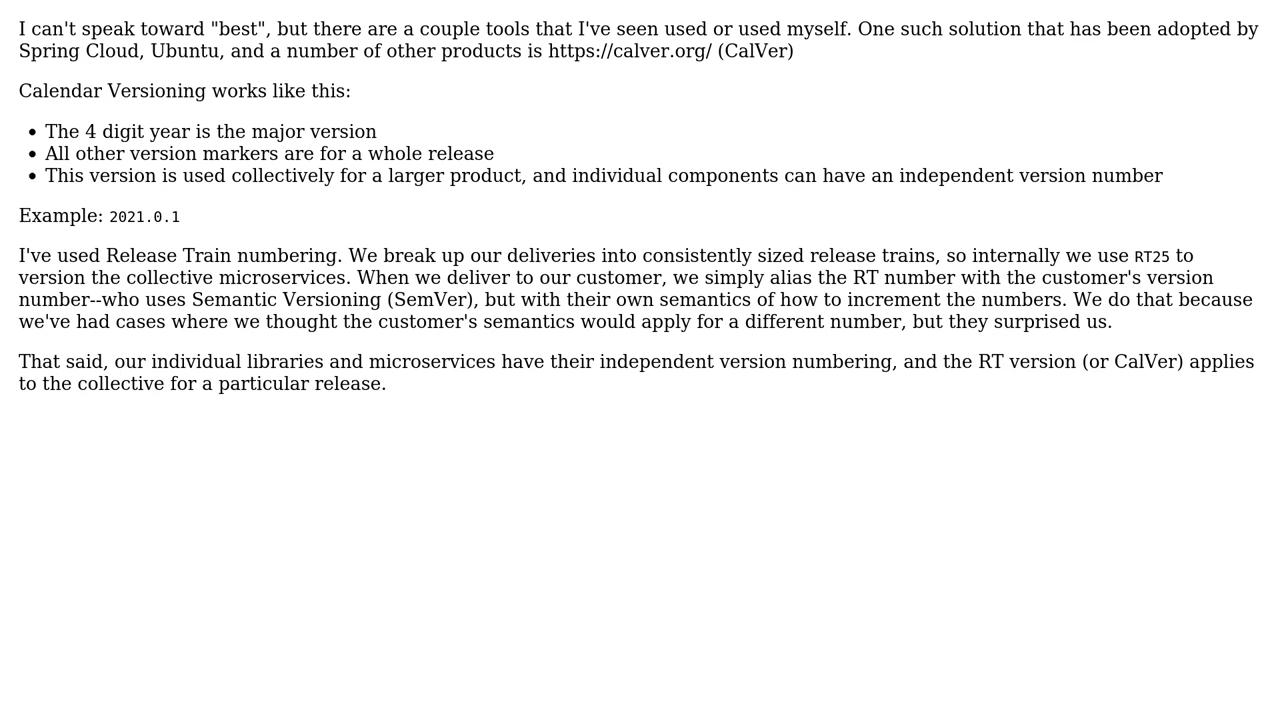 I can't speak toward "best", but there are a couple tools that I've seen used or used myself. One such solution that has been adopted by
Spring Cloud, Ubuntu, and a number of other products is https://calver.org/ (CalVer)
Calendar Versioning works like this:
• The 4 digit year is the major version
• All other version markers are for a whole release
• This version is used collectively for a larger product, and individual components can have an independent version number
Example: 2021.0.1
I've used Release Train numbering. We break up our deliveries into consistently sized release trains, so internally we use RT25 to
version the collective microservices. When we deliver to our customer, we simply alias the RT number with the customer's version
number--who uses Semantic Versioning (SemVer), but with their own semantics of how to increment the numbers. We do that because
we've had cases where we thought the customer's semantics would apply for a different number, but they surprised us.
That said, our individual libraries and microservices have their independent version numbering, and the RT version (or CalVer) applies
to the collective for a particular release.